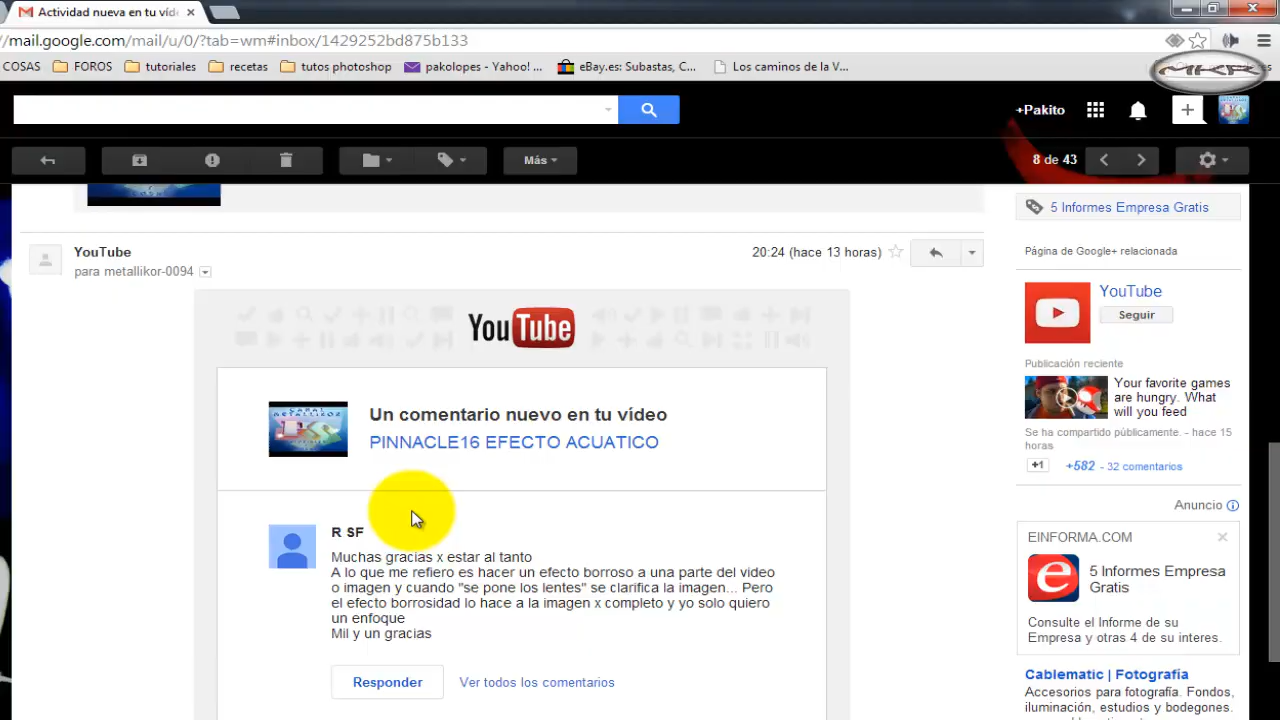 Actividad nueva en tu víde
//mail.google.com/mail/u/0/?tab=wm#inbox/1429252bd875b133
COSAS
FOROS
tutoriales
recetas
tutos photoshop
pakolopes - Yahoo! ...
eBay.es: Subastas, C...
Los caminos de la V...
MKR
+Pakito
Más
8 de 43
5 Informes Empresa Gratis
YouTube
20:24 (hace 13 horas)
para metallikor-0094
Página de Google+ relacionada
YouTube
Seguir
YouTube
Publicación reciente
Your favorite games
are hungry. What
will you feed
Se ha compartido públicamente. - hace 15
horas
+1
+582 - 32 comentarios
Un comentario nuevo en tu vídeo
PINNACLE16 EFECTO ACUATICO
Anuncio
R SF
Muchas gracias x estar al tanto
A lo que me refiero es hacer un efecto borroso a una parte del video
o imagen y cuando "se pone los lentes" se clarifica la imagen... Pero
el efecto borrosidad lo hace a la imagen x completo y yo solo quiero
un enfoque
Mil y un gracias
Responder
Ver todos los comentarios
EINFORMA.COM
5 Informes Empresa
Gratis
Consulte el Informe de su
Empresa y otras 4 de su interes.
Cablematic | Fotografía
Accesorios para fotografía. Fondos,
iluminación, estudios y bodegones.